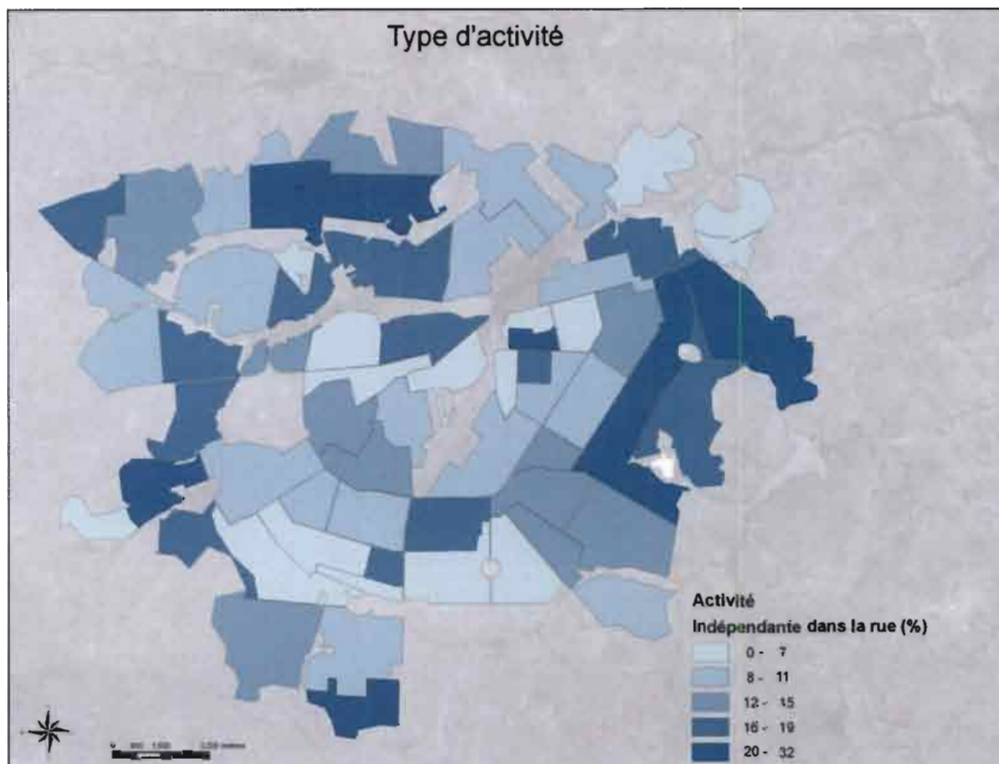 Type d'activité
Activité
Indépendante dans la rue (%)
0 - 7
8 - 11
12 - 15
16 - 19
20 - 32